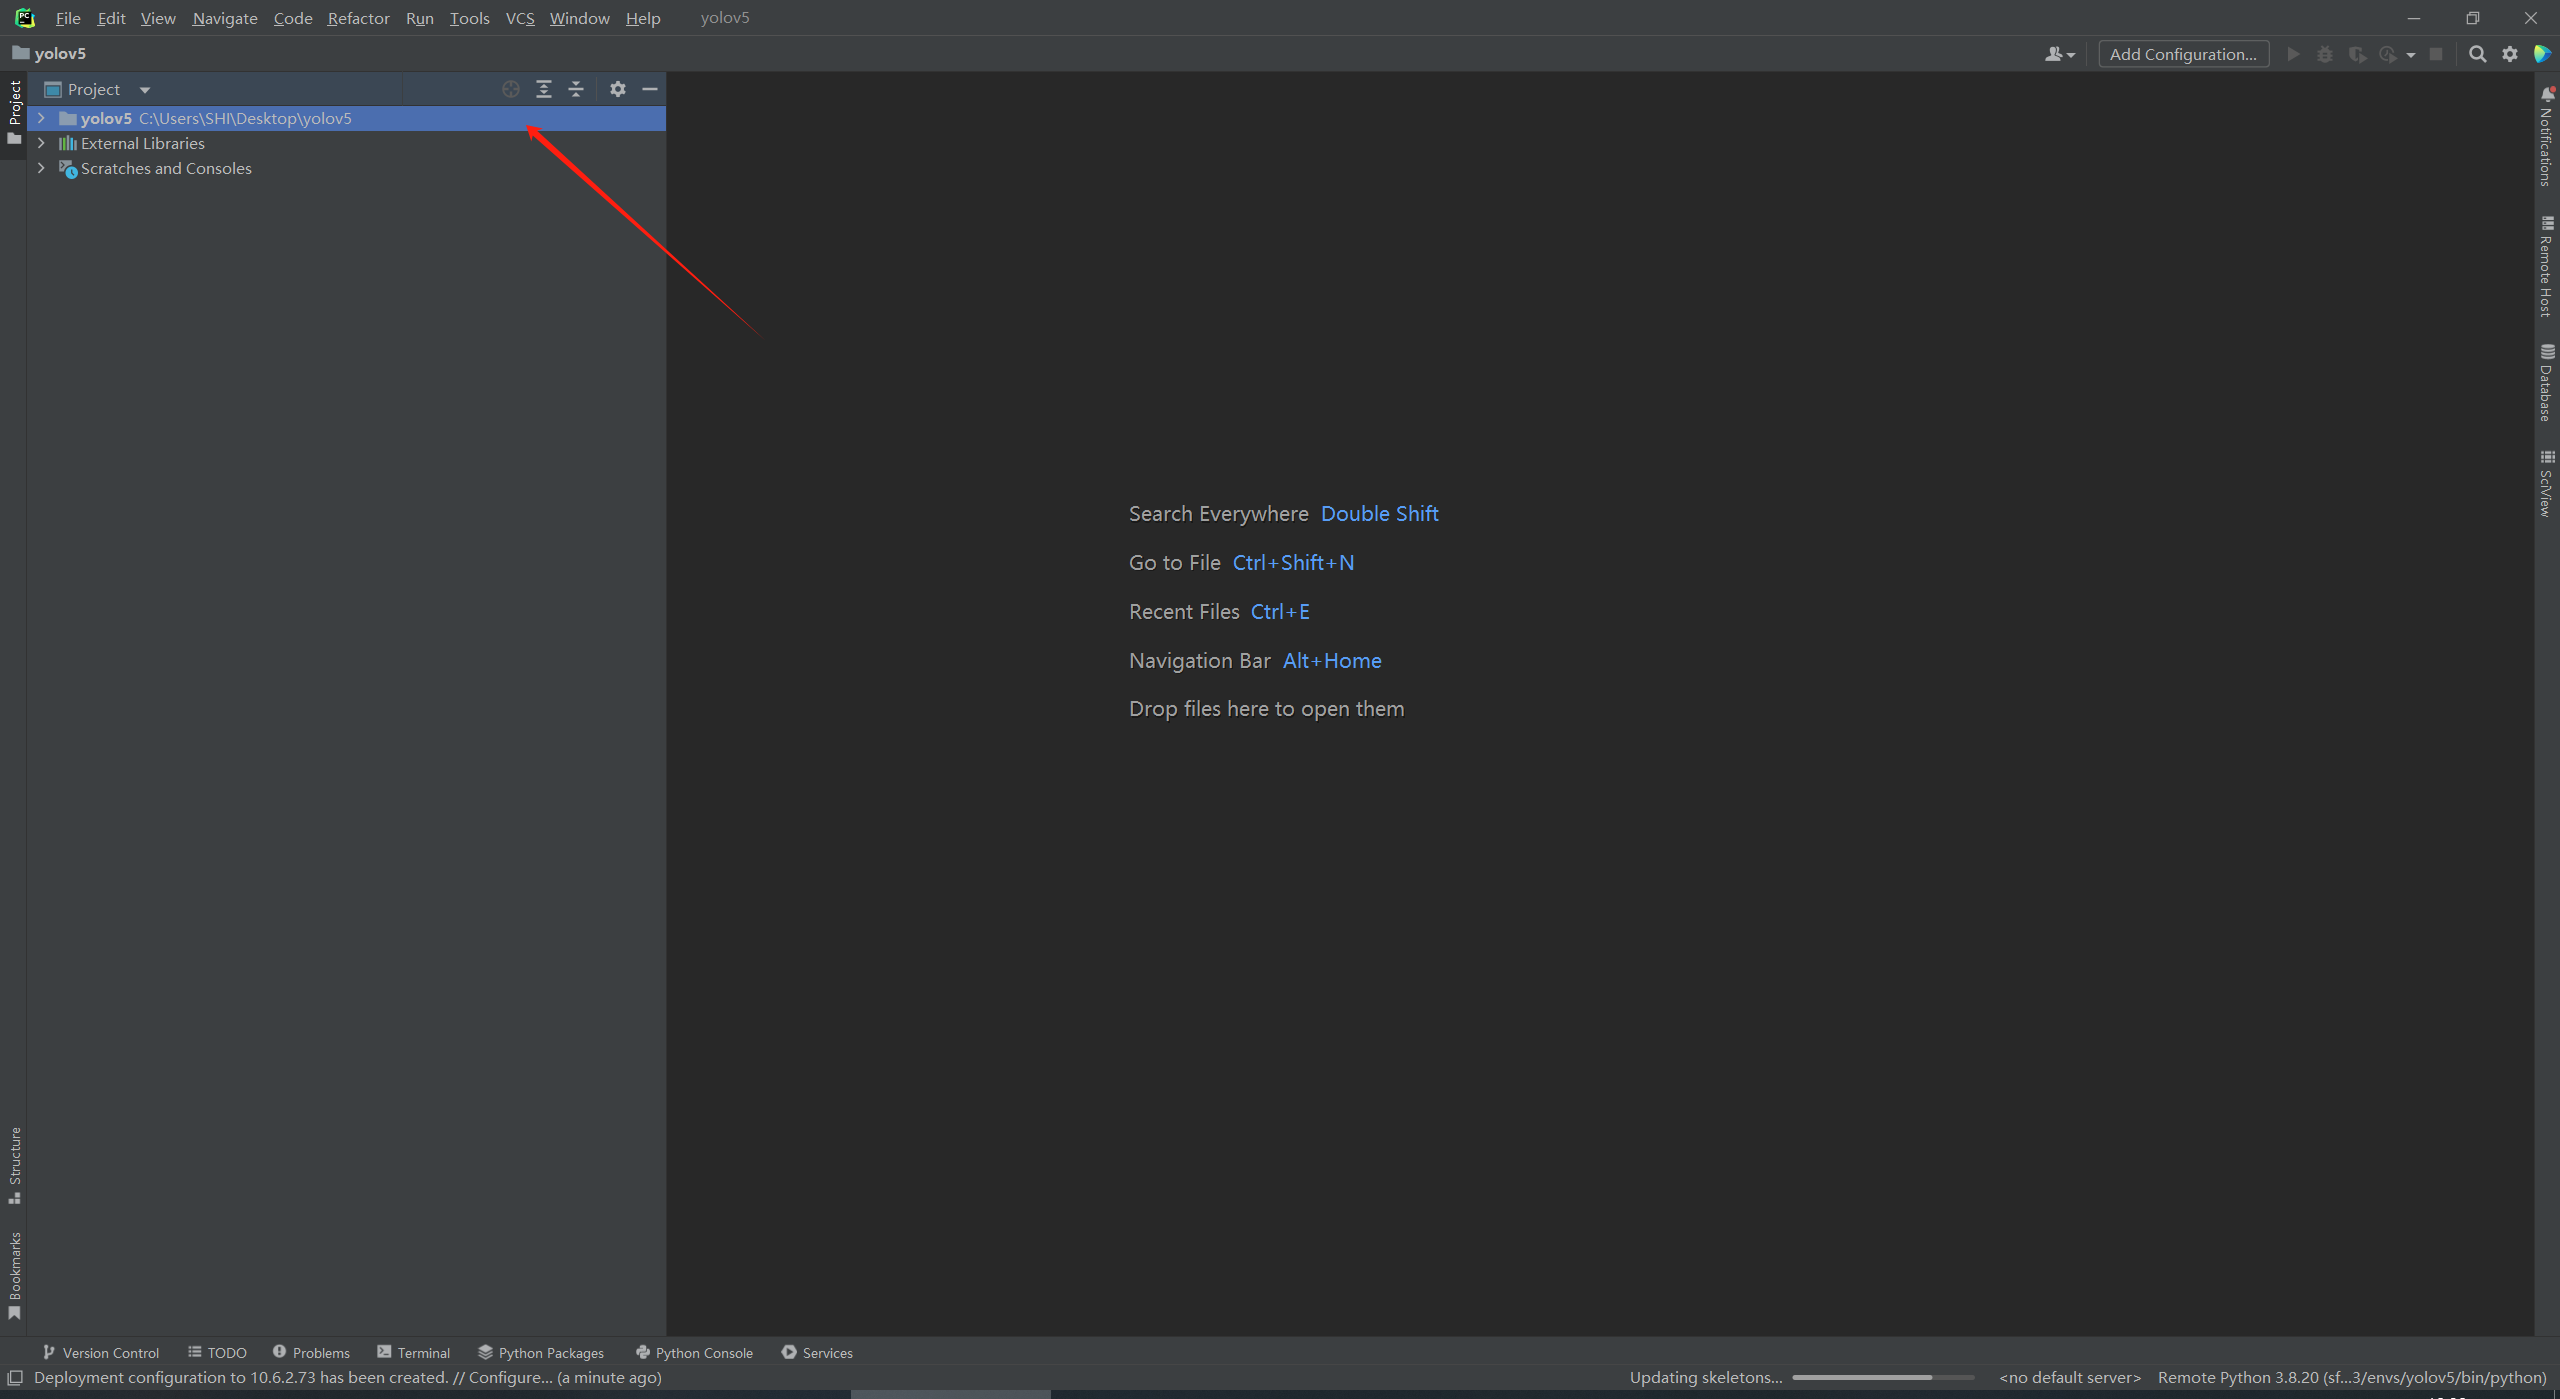 File Edit View Navigate Code Refactor Run Tools VCS Window Help yolov5
yolov5
Add Configuration...
Project
Project
yolov5 C:\Users\SHI\Desktop\yolov5
External Libraries
Scratches and Consoles
Search Everywhere Double Shift
Go to File Ctrl+Shift+N
Recent Files Ctrl+E
Navigation Bar Alt+Home
Drop files here to open them
Notifications
Remote Host
Database
SciView
Structure
Bookmarks
Version Control TODO Problems Terminal Python Packages Python Console Services
Deployment configuration to 10.6.2.73 has been created. // Configure... (a minute ago)
Updating skeletons... <no default server> Remote Python 3.8.20 (sf...3/envs/yolov5/bin/python)